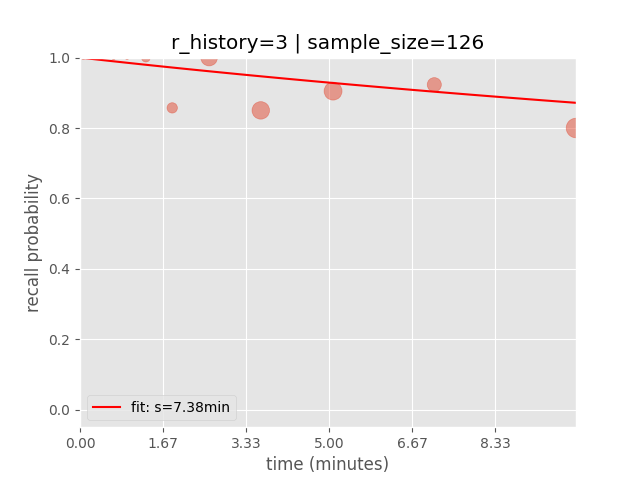 r_history=3 | sample_size=126
1.0
0.8
0.6
0.4
0.2
0.0
recall probability
fit: s=7.38min
0.00 1.67 3.33 5.00 6.67 8.33
time (minutes)